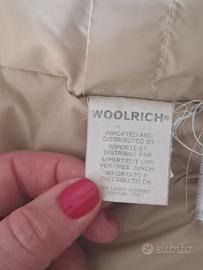 WOOLRICH®
IMPORTED AND
DISTRIBUTED BY
IMPORTE ET
DISTRIBUE PAR
IMPORTIERT UND
VERTRIEB DURCH
IMPORTATO E
DISTRIBUITO DA
subito